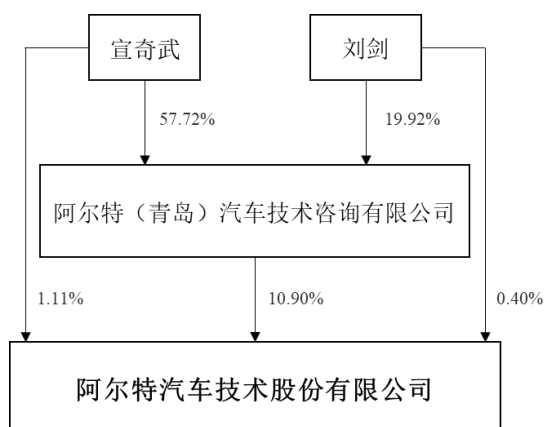 宣奇武
刘剑
57.72%
19.92%
阿尔特（青岛）汽车技术咨询有限公司
1.11%
10.90%
0.40%
阿尔特汽车技术股份有限公司